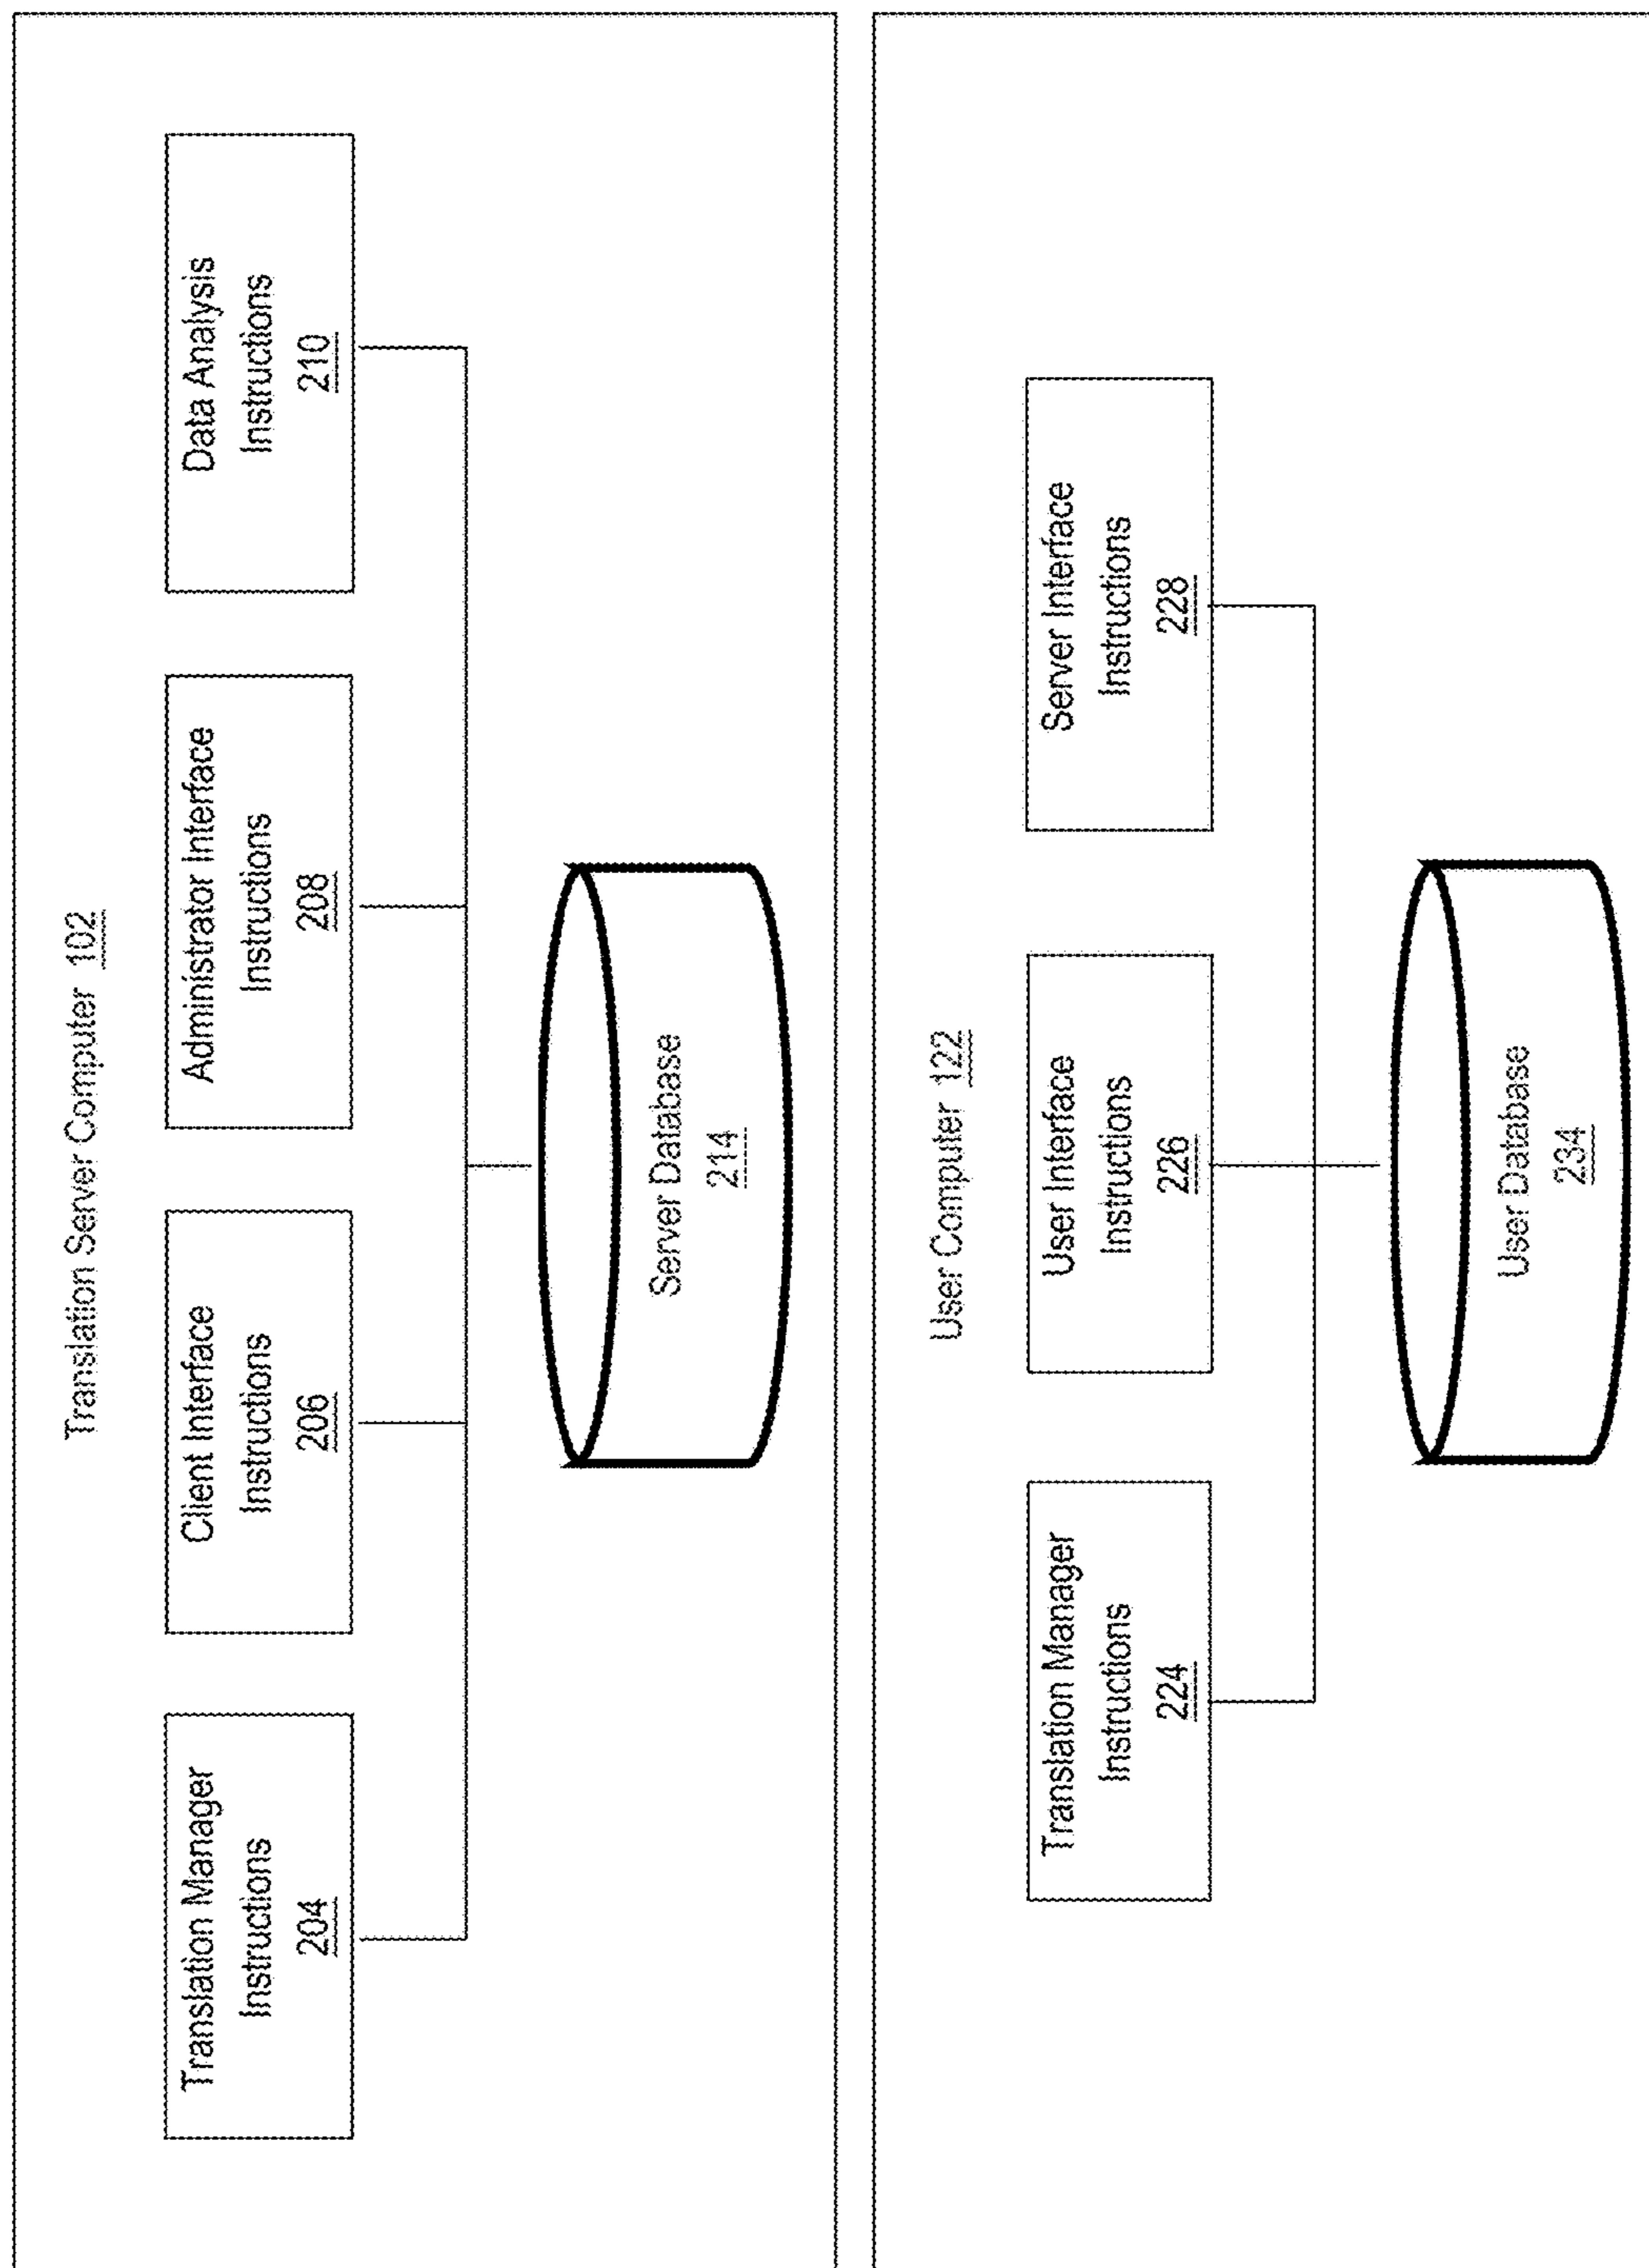 Translation Server Computer 102
Translation Manager
Instructions
204
Client Interface
Instructions
206
Administrator Interface
Instructions
208
Data Analysis
Instructions
210
Server Database
214
User Computer 122
Translation Manager
Instructions
224
User Interface
Instructions
226
Server Interface
Instructions
228
User Database
234